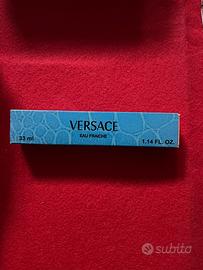 VERSACE
EAU FRAICHE
33 ml
1.14 FL. OZ.
subito